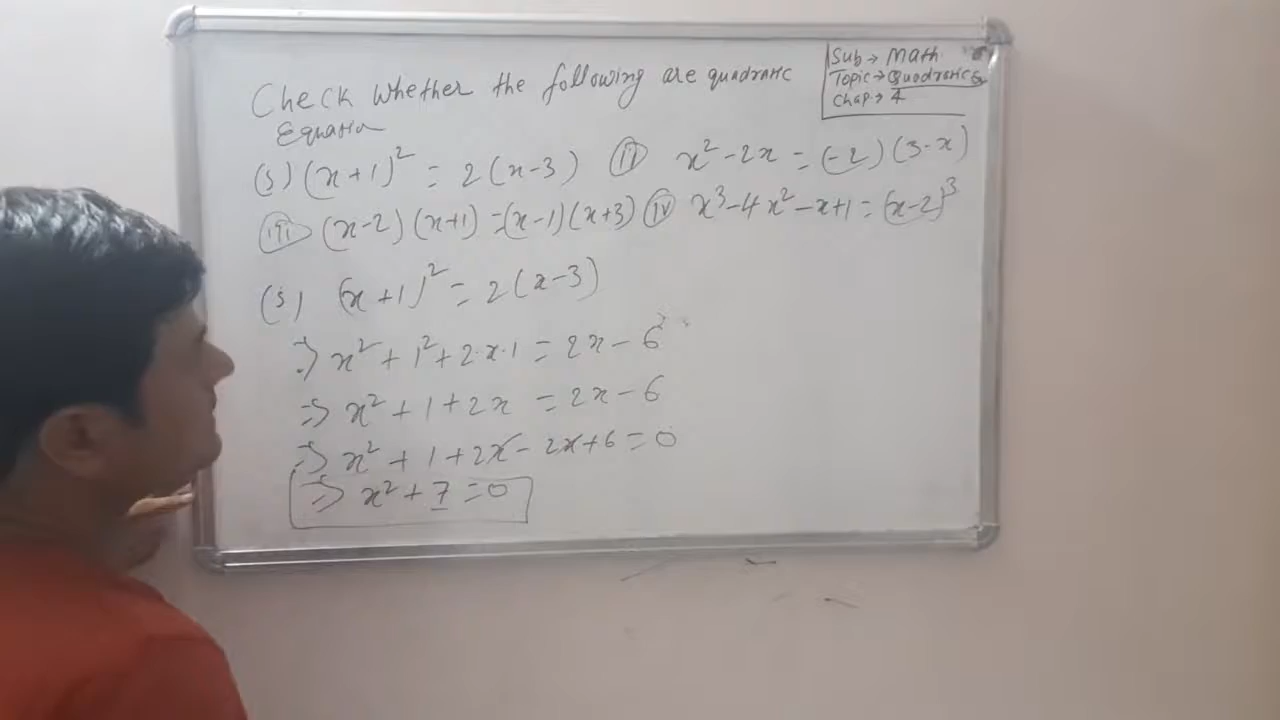 Check whether the following are quadratic
Equation
(i) (x+1)² = 2(x-3) (ii) x² - 2x = (-2)(3-x)
(iii) (x-2)(x+1) = (x-1)(x+3) (iv) x³ - 4x² - x + 1 = (x-2)³
(i) (x+1)² = 2(x-3)
⇒ x² + 1² + 2·x·1 = 2x - 6
⇒ x² + 1 + 2x = 2x - 6
⇒ x² + 1 + 2x - 2x + 6 = 0
⇒ x² + 7 = 0
Sub → Math
Topic → Quadratic
Chap → 4